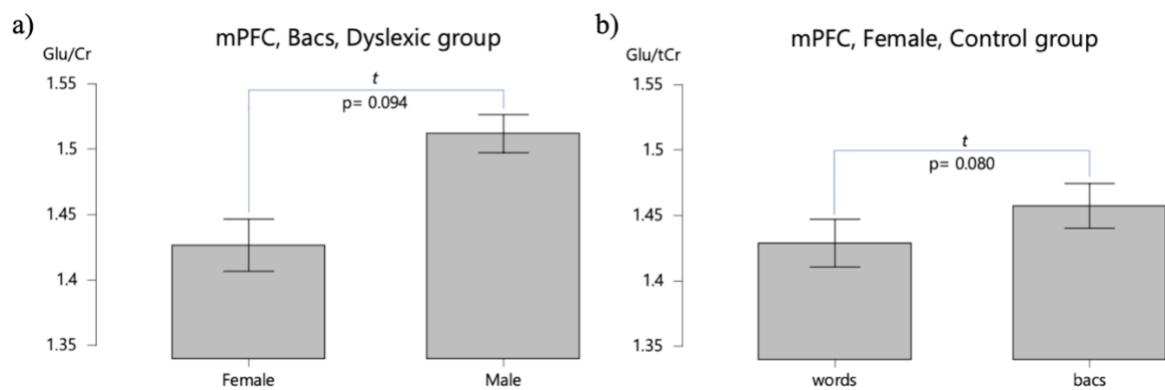 a)
mPFC, Bacs, Dyslexic group
Glu/Cr
1.55
1.5
1.45
1.4
1.35
t
p= 0.094
Female Male
b)
mPFC, Female, Control group
Glu/tCr
1.55
1.5
1.45
1.4
1.35
t
p= 0.080
words bacs